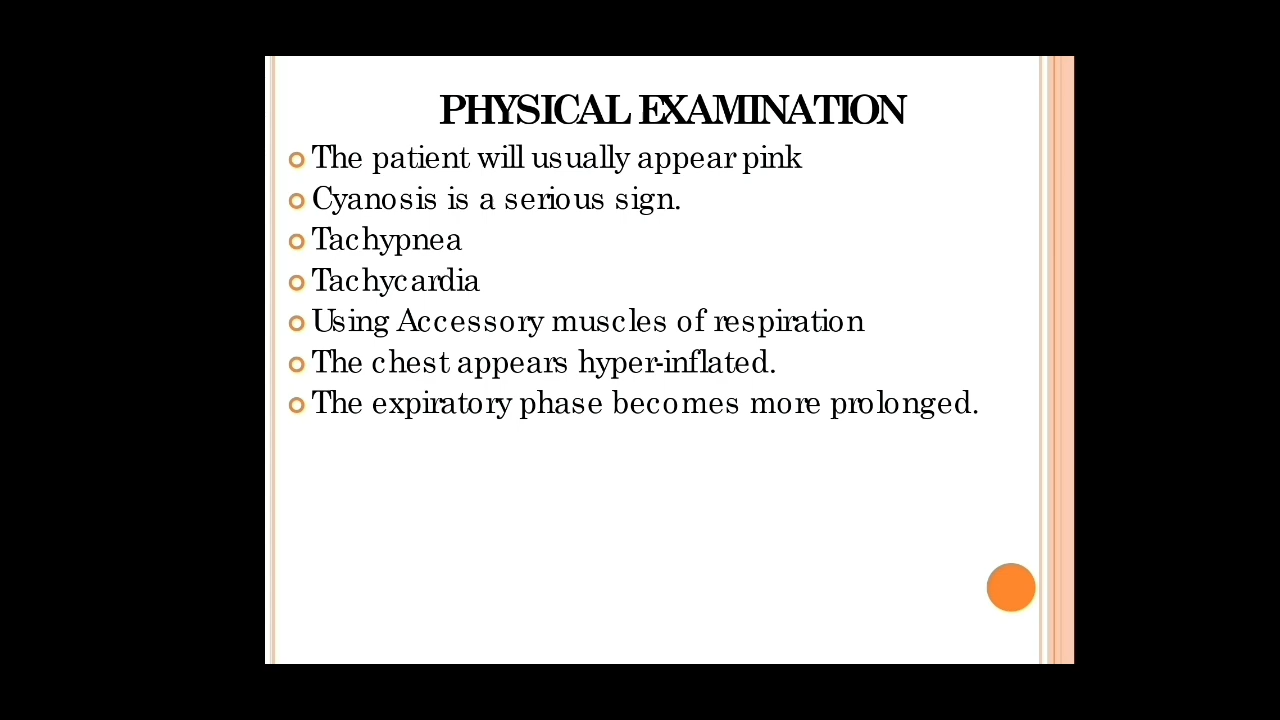 PHYSICAL EXAMINATION
The patient will usually appear pink
Cyanosis is a serious sign.
Tachypnea
Tachycardia
Using Accessory muscles of respiration
The chest appears hyper-inflated.
The expiratory phase becomes more prolonged.